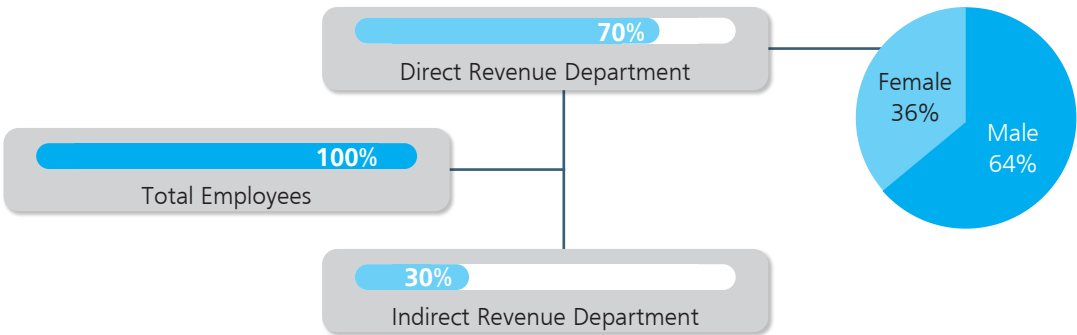 70%
Direct Revenue Department
Female
36%
Male
64%
100%
Total Employees
30%
Indirect Revenue Department